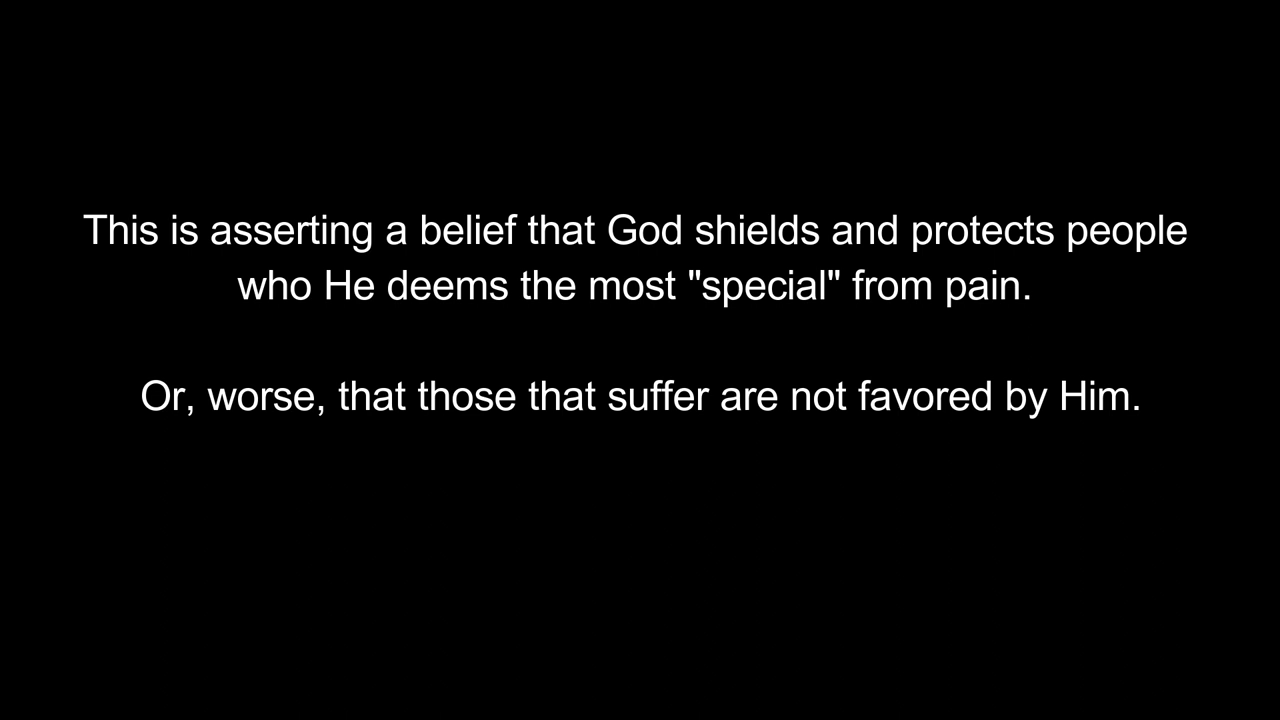 This is asserting a belief that God shields and protects people
who He deems the most "special" from pain.
Or, worse, that those that suffer are not favored by Him.